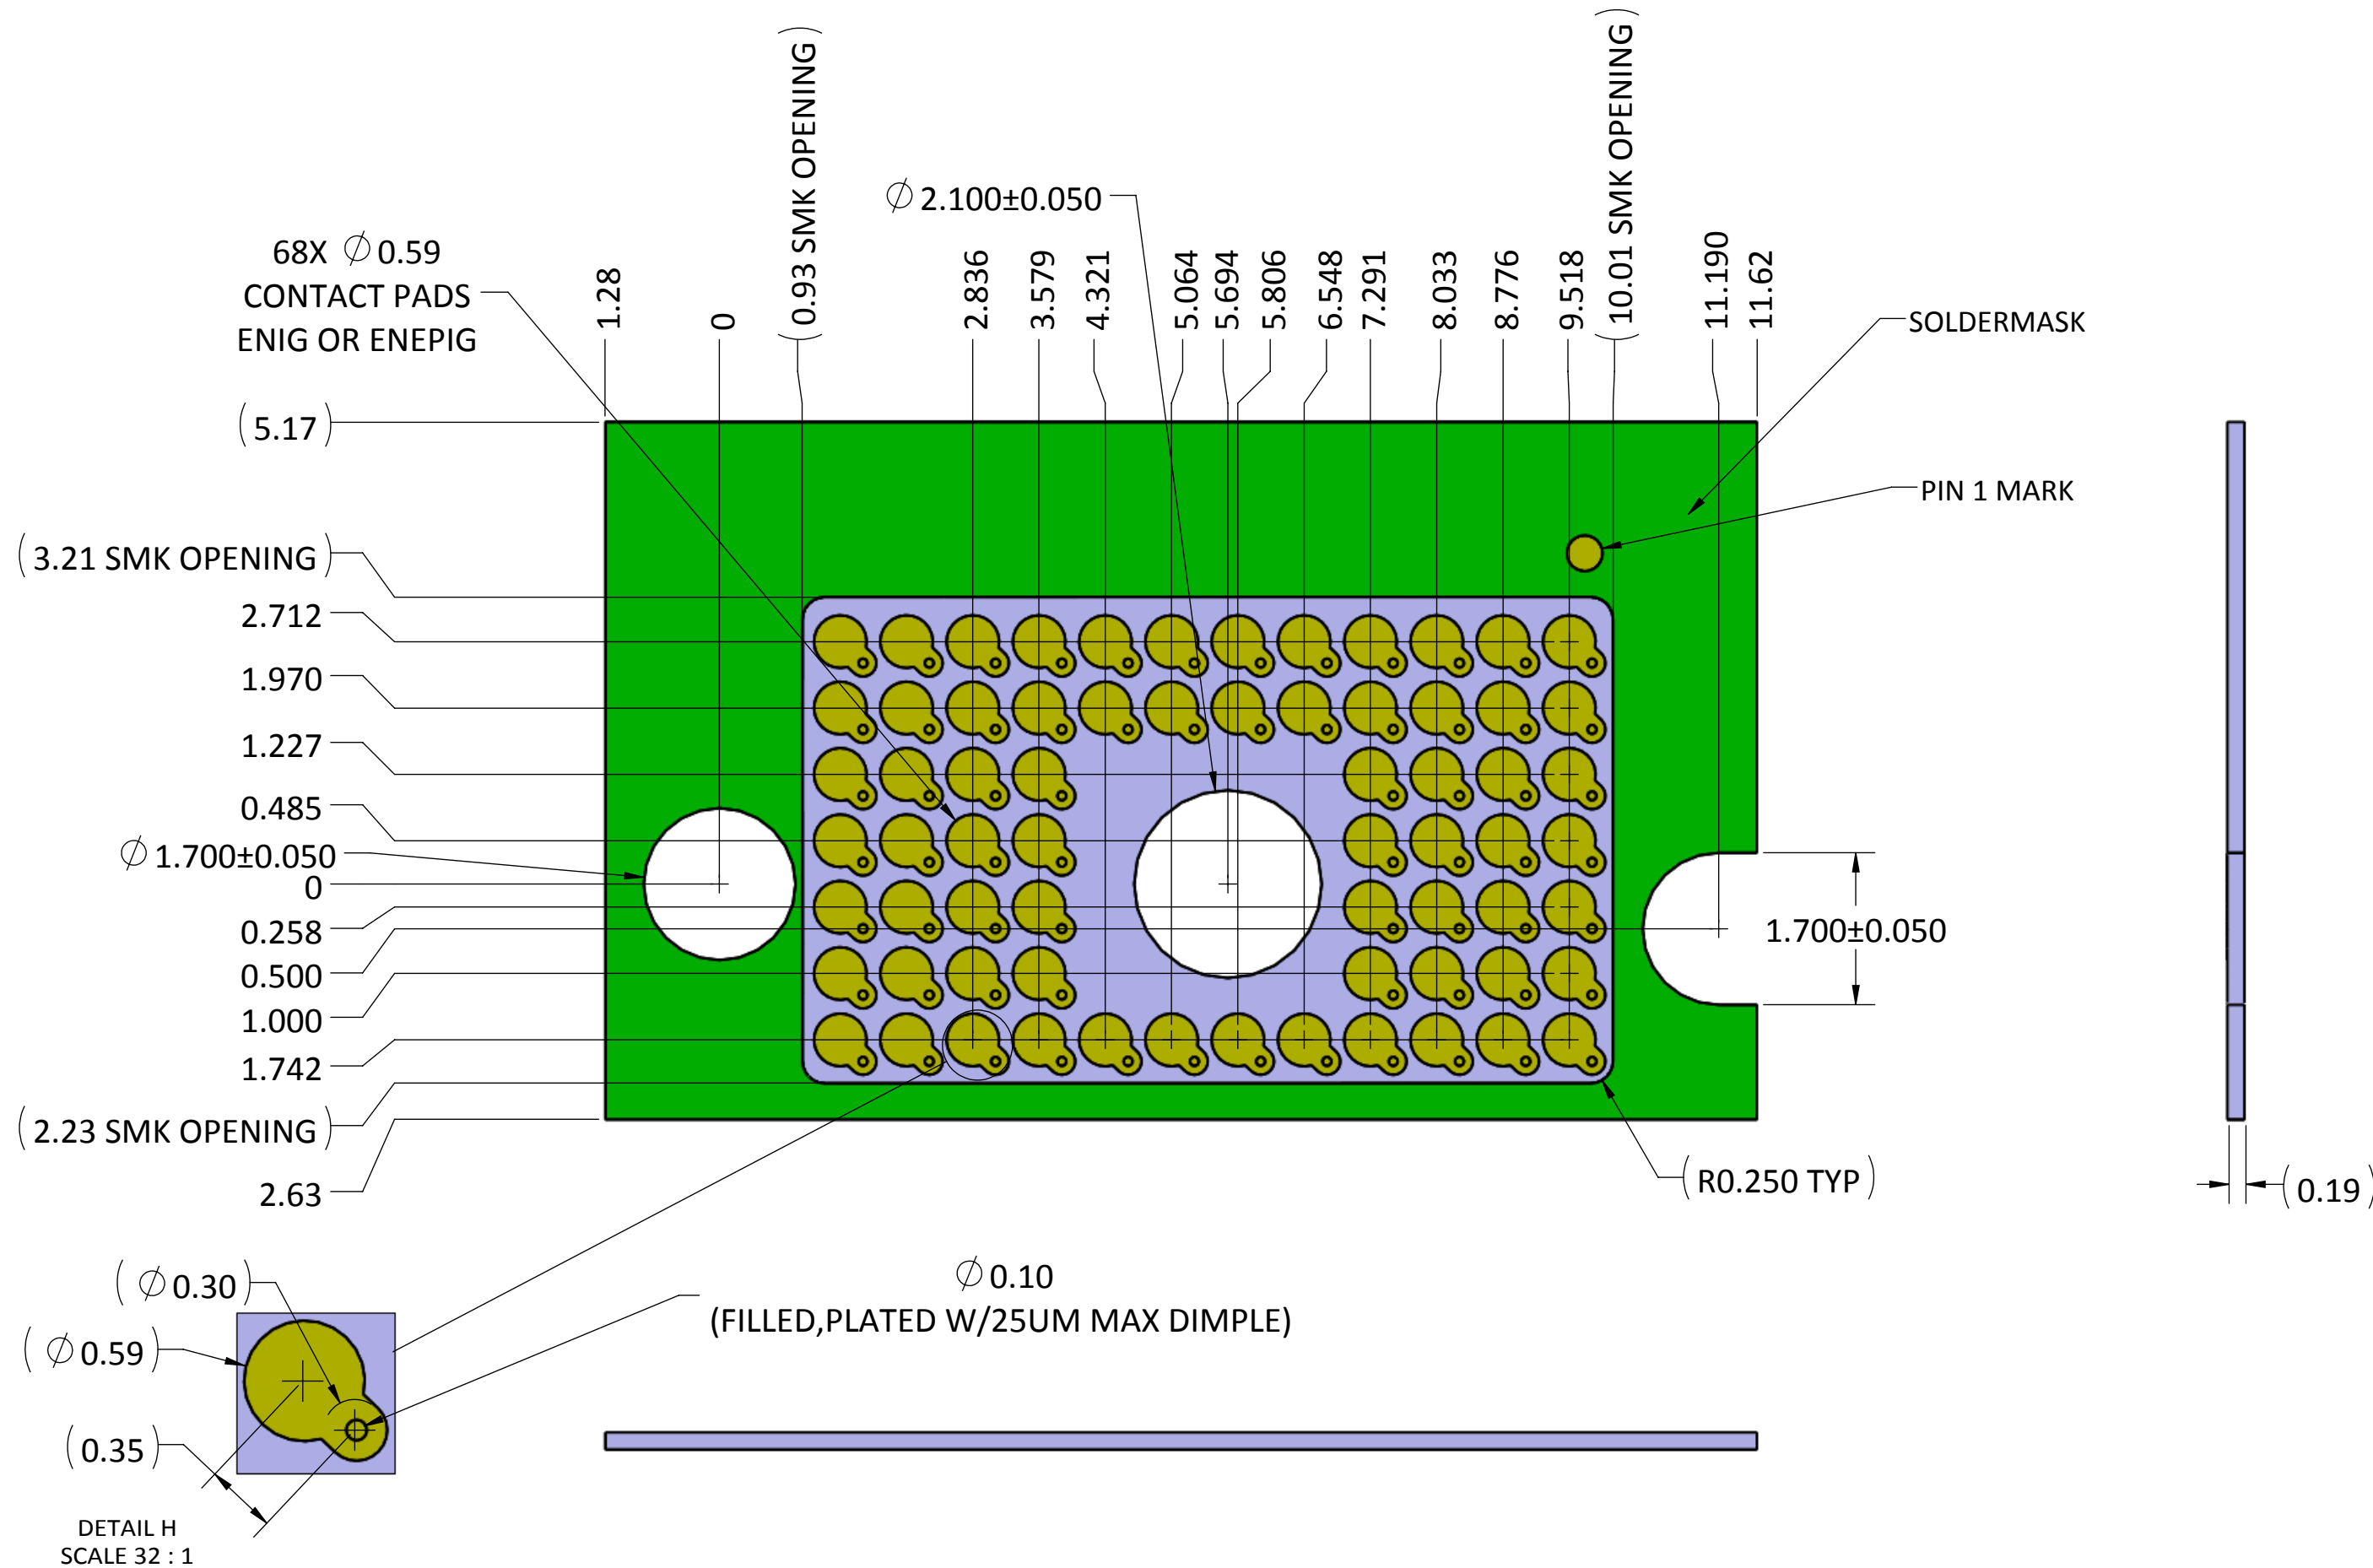 (0.93 SMK OPENING)
(10.01 SMK OPENING)
⌀2.100±0.050
68X ⌀0.59
CONTACT PADS
ENIG OR ENEPIG
1.28
0
2.836
3.579
4.321
5.064
5.694
5.806
6.548
7.291
8.033
8.776
9.518
11.190
11.62
SOLDERMASK
(5.17)
PIN 1 MARK
(3.21 SMK OPENING)
2.712
1.970
1.227
0.485
⌀1.700±0.050
0
0.258
0.500
1.000
1.742
(2.23 SMK OPENING)
2.63
1.700±0.050
(R0.250 TYP)
(0.19)
(⌀0.30)
(⌀0.59)
(0.35)
⌀0.10
(FILLED,PLATED W/25UM MAX DIMPLE)
DETAIL H
SCALE 32 : 1